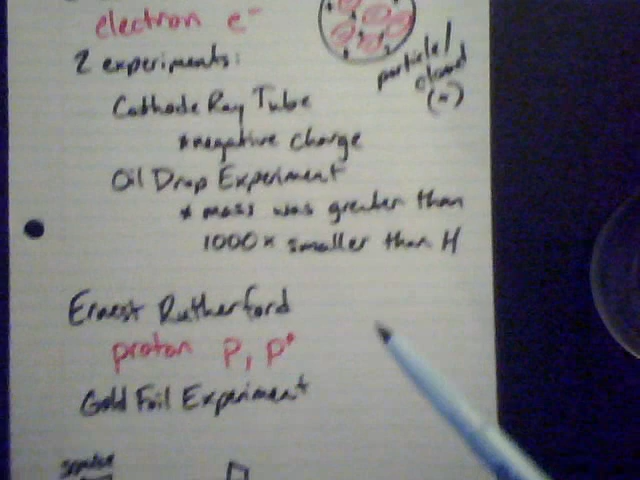 electron e⁻
2 experiments:
particle/
cloud
(-)
Cathode Ray Tube
*negative charge
Oil Drop Experiment
* mass was greater than
1000x smaller than H
Ernest Rutherford
proton p, p⁺
Gold Foil Experiment